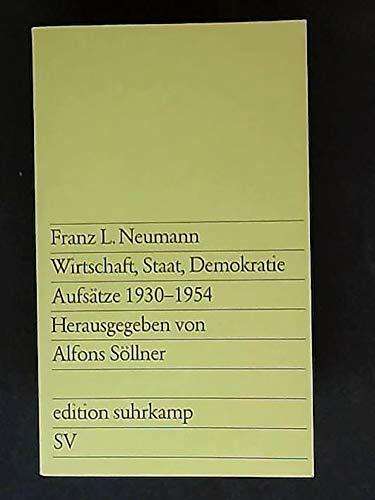 Franz L. Neumann
Wirtschaft, Staat, Demokratie
Aufsätze 1930–1954
Herausgegeben von
Alfons Söllner
edition suhrkamp
SV